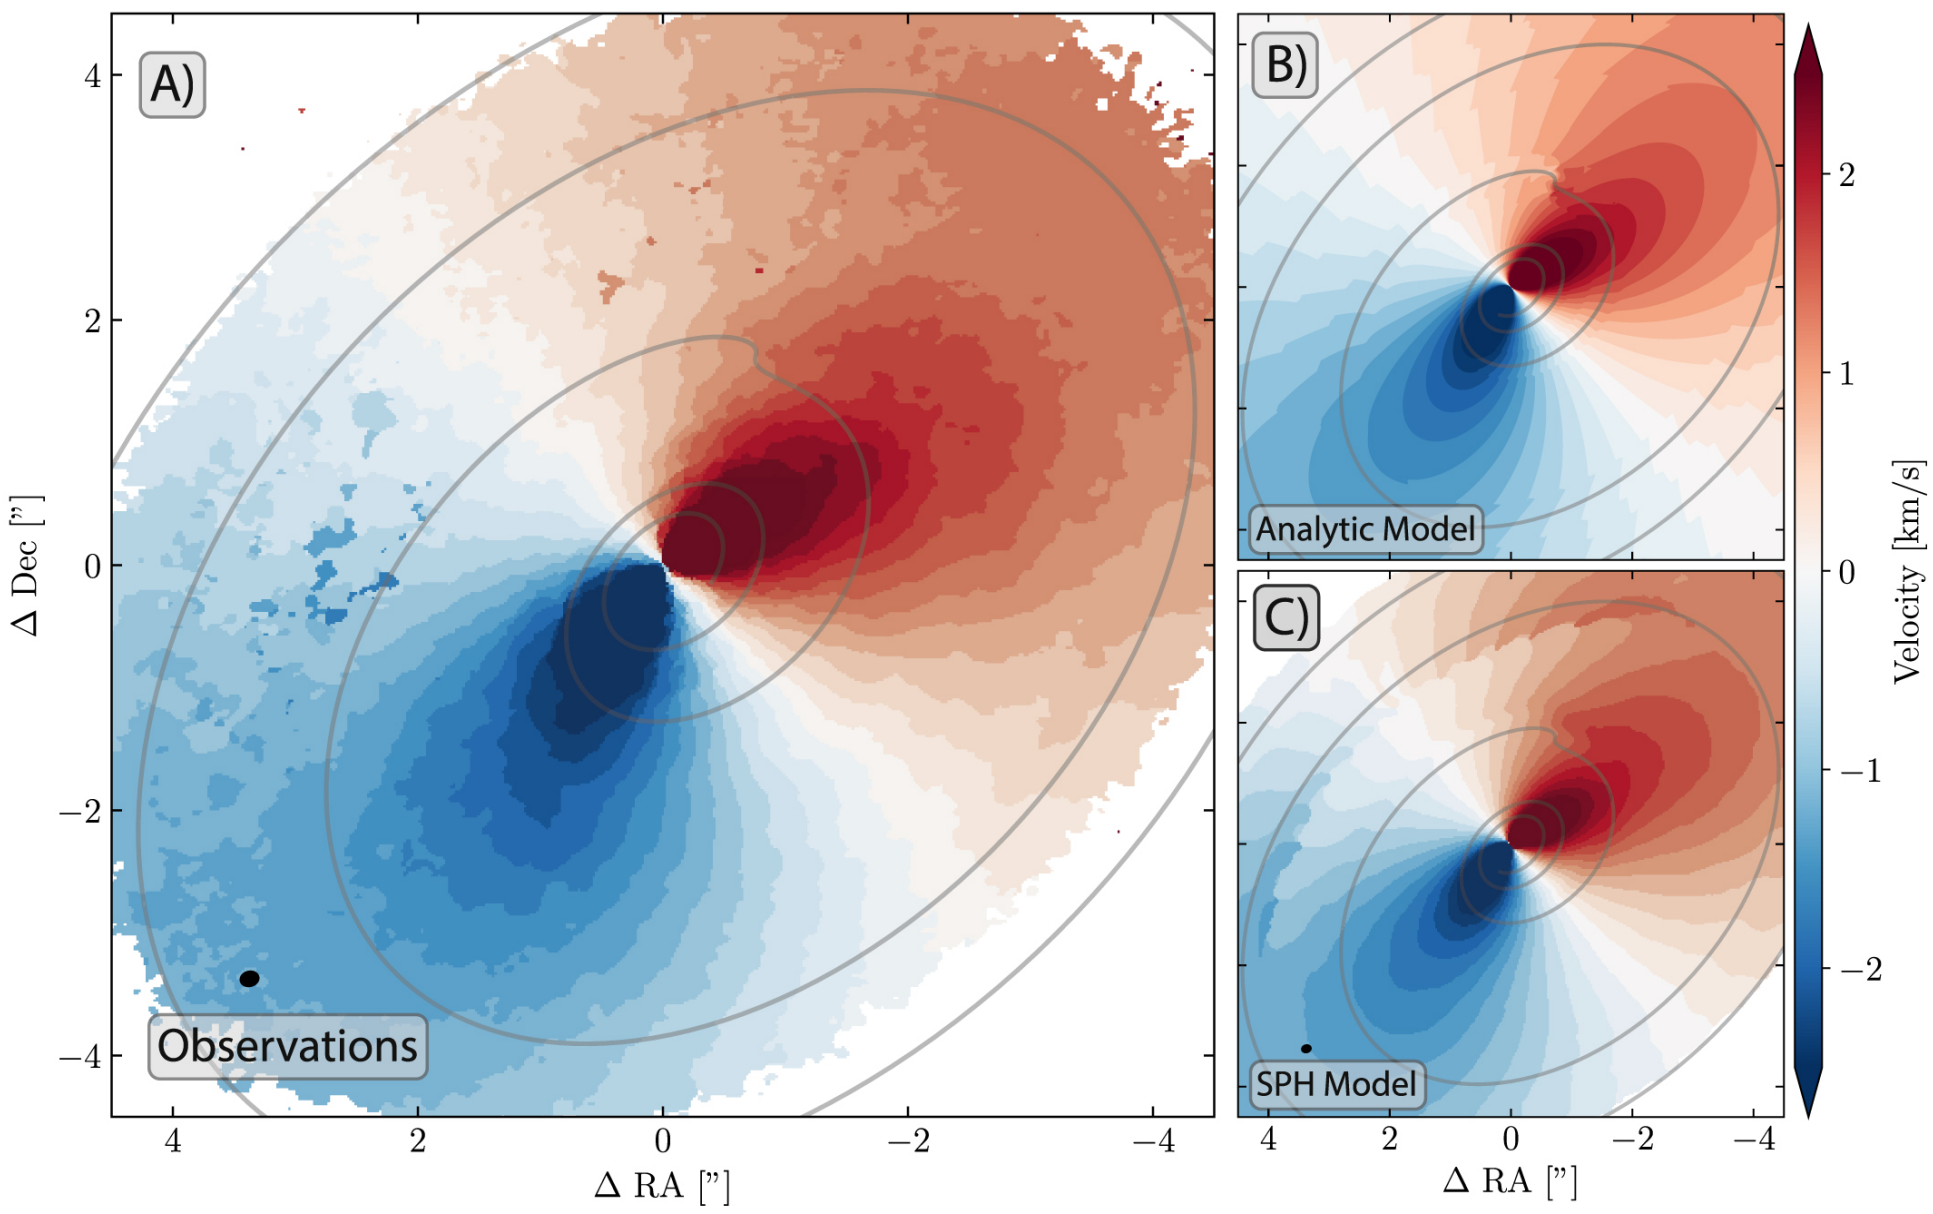 A)
4
2
0
−2
−4
Δ Dec [”]
Observations
4
2
0
−2
−4
Δ RA [”]
B)
Analytic Model
C)
SPH Model
4
2
0
−2
−4
Δ RA [”]
2
1
0
−1
−2
Velocity [km/s]